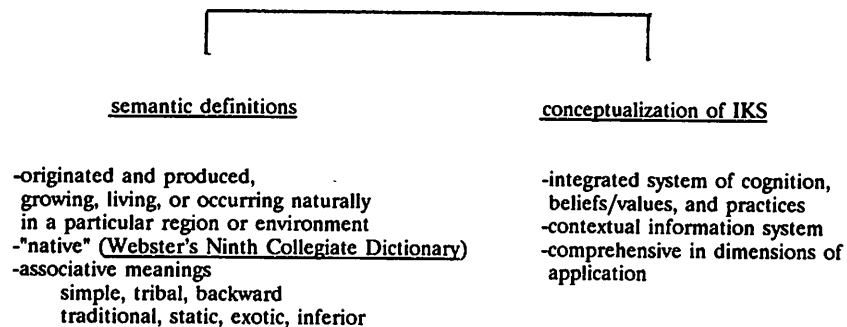 semantic definitions
-originated and produced,
growing, living, or occurring naturally
in a particular region or environment
-"native" (Webster's Ninth Collegiate Dictionary)
-associative meanings
simple, tribal, backward
traditional, static, exotic, inferior
conceptualization of IKS
-integrated system of cognition,
beliefs/values, and practices
-contextual information system
-comprehensive in dimensions of
application